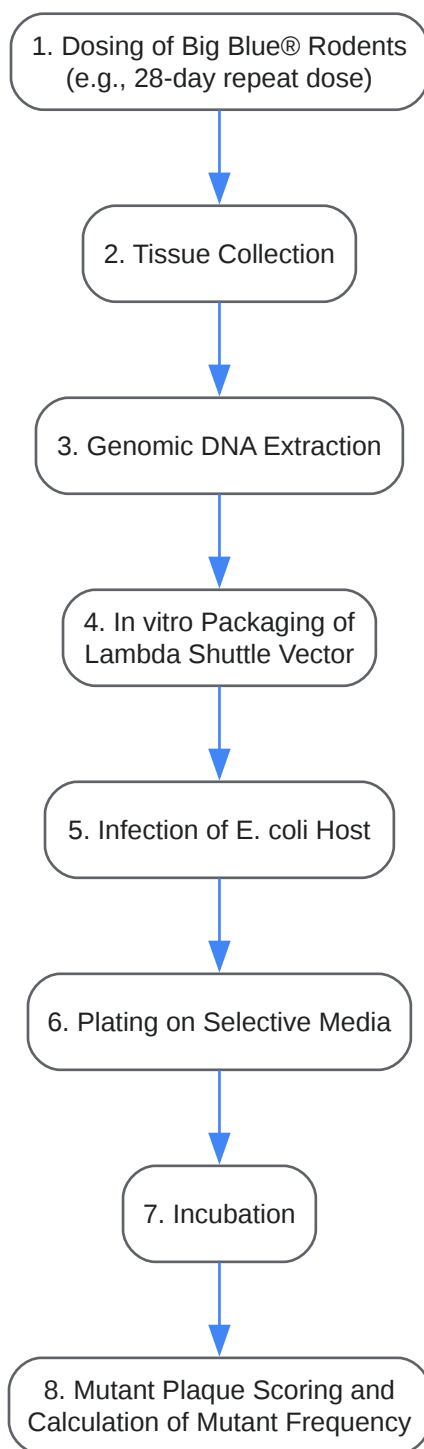 1. Dosing of Big Blue® Rodents
(e.g., 28-day repeat dose)
2. Tissue Collection
3. Genomic DNA Extraction
4. In vitro Packaging of
Lambda Shuttle Vector
5. Infection of E. coli Host
6. Plating on Selective Media
7. Incubation
8. Mutant Plaque Scoring and
Calculation of Mutant Frequency